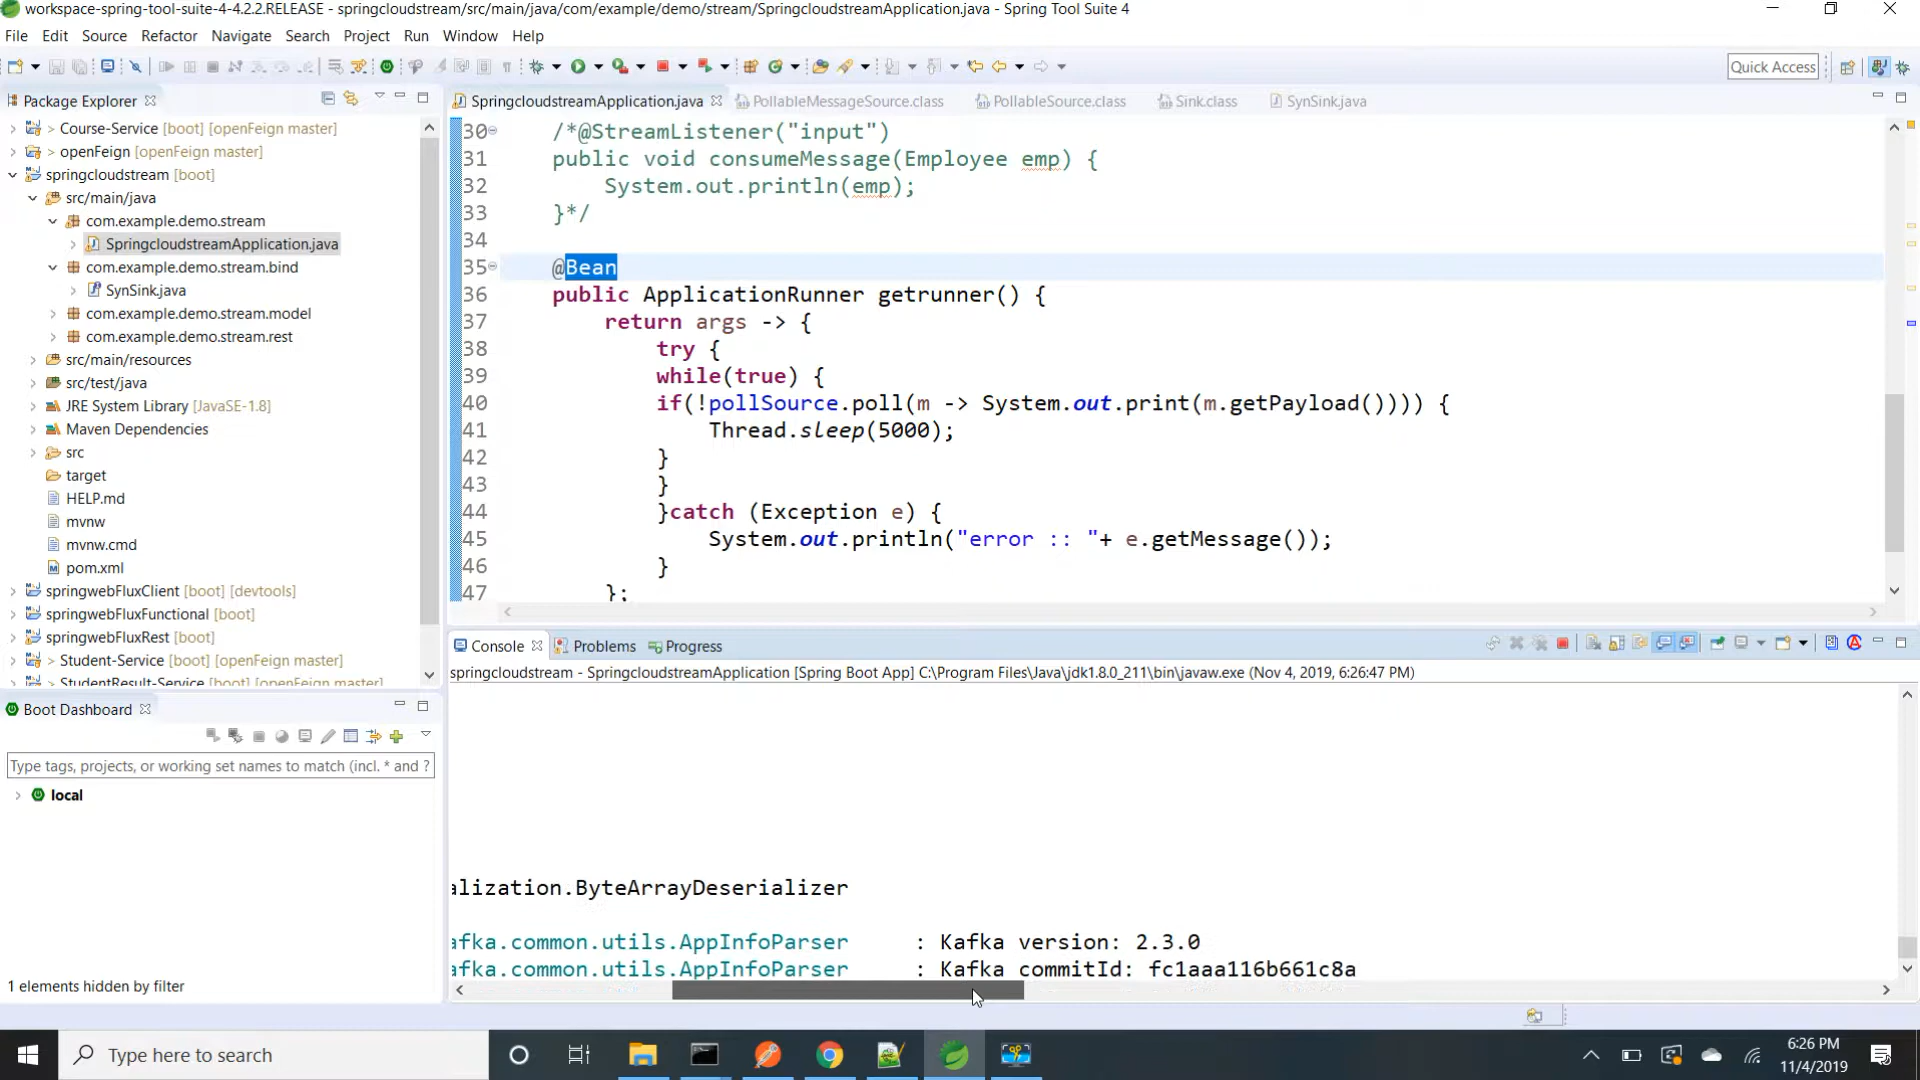 workspace-spring-tool-suite-4-4.2.2.RELEASE - springcloudstream/src/main/java/com/example/demo/stream/SpringcloudstreamApplication.java - Spring Tool Suite 4
File Edit Source Refactor Navigate Search Project Run Window Help
Quick Access
Package Explorer
> Course-Service [boot] [openFeign master]
> openFeign [openFeign master]
springcloudstream [boot]
src/main/java
com.example.demo.stream
SpringcloudstreamApplication.java
com.example.demo.stream.bind
SynSink.java
com.example.demo.stream.model
com.example.demo.stream.rest
src/main/resources
src/test/java
JRE System Library [JavaSE-1.8]
Maven Dependencies
src
target
HELP.md
mvnw
mvnw.cmd
pom.xml
springwebFluxClient [boot] [devtools]
springwebFluxFunctional [boot]
springwebFluxRest [boot]
> Student-Service [boot] [openFeign master]
> StudentResult-Service [boot] [openFeign master]
Boot Dashboard
Type tags, projects, or working set names to match (incl. * and ?
local
1 elements hidden by filter
SpringcloudstreamApplication.java PollableMessageSource.class PollableSource.class Sink.class SynSink.java
30 /*@StreamListener("input")
31 public void consumeMessage(Employee emp) {
32 System.out.println(emp);
33 }*/
34
35 @Bean
36 public ApplicationRunner getrunner() {
37 return args -> {
38 try {
39 while(true) {
40 if(!pollSource.poll(m -> System.out.print(m.getPayload()))) {
41 Thread.sleep(5000);
42 }
43 }
44 }catch (Exception e) {
45 System.out.println("error :: "+ e.getMessage());
46 }
47 };
Console Problems Progress
springcloudstream - SpringcloudstreamApplication [Spring Boot App] C:\Program Files\Java\jdk1.8.0_211\bin\javaw.exe (Nov 4, 2019, 6:26:47 PM)
alization.ByteArrayDeserializer
afka.common.utils.AppInfoParser : Kafka version: 2.3.0
afka.common.utils.AppInfoParser : Kafka commitId: fc1aaa116b661c8a
Type here to search
6:26 PM
11/4/2019